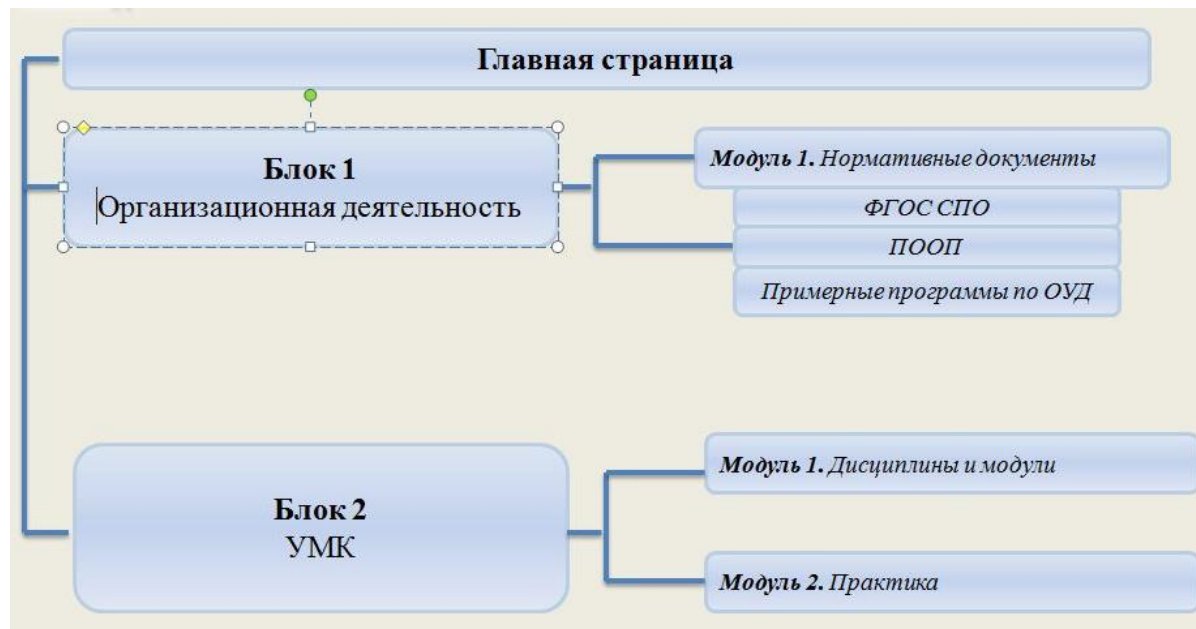 Главная страница
Блок 1
Организационная деятельность
Модуль 1. Нормативные документы
ФГОС СПО
ПООП
Примерные программы по ОУД
Блок 2
УМК
Модуль 1. Дисциплины и модули
Модуль 2. Практика